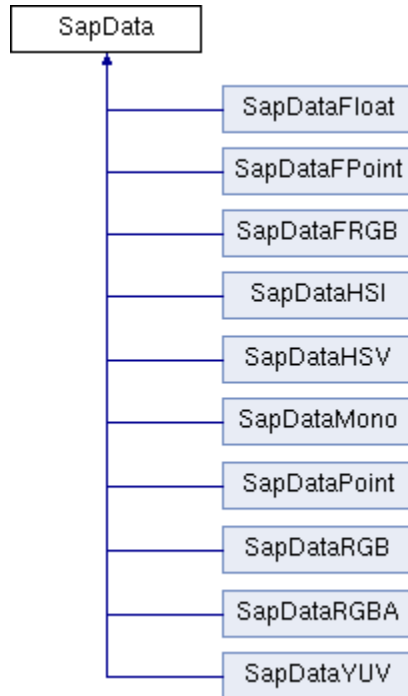 SapData
SapDataFloat
SapDataFPoint
SapDataFRGB
SapDataHSI
SapDataHSV
SapDataMono
SapDataPoint
SapDataRGB
SapDataRGBA
SapDataYUV